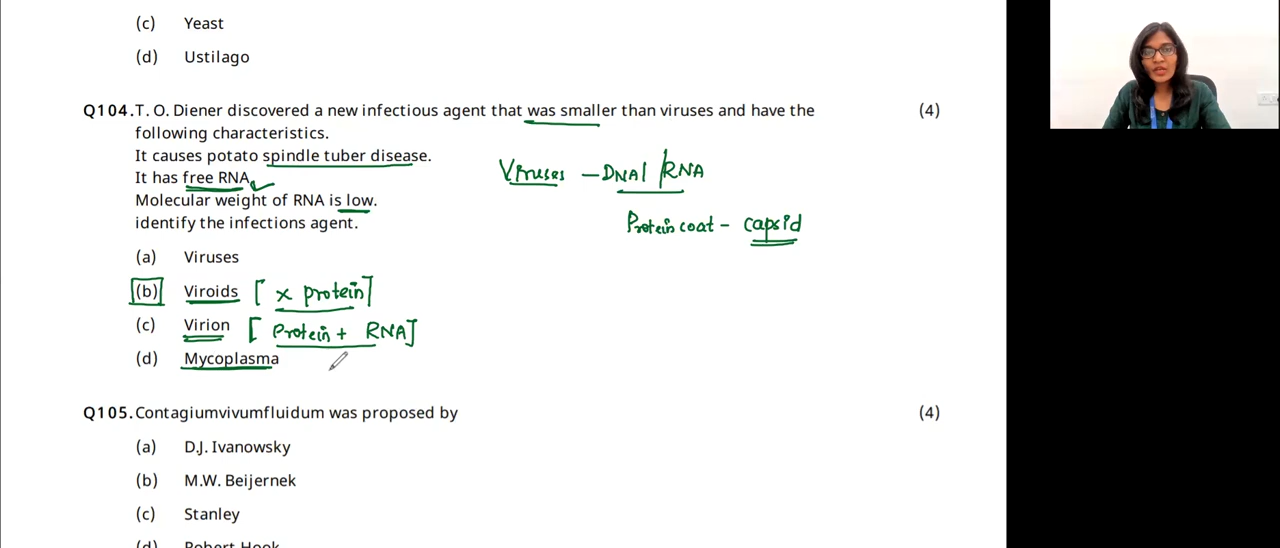 (c) Yeast
(d) Ustilago
Q104. T. O. Diener discovered a new infectious agent that was smaller than viruses and have the (4)
following characteristics.
It causes potato spindle tuber disease.
It has free RNA
Viruses – DNA / RNA
Molecular weight of RNA is low.
identify the infections agent.
Protein coat – capsid
(a) Viruses
(b) Viroids [ x protein]
(c) Virion [ Protein + RNA]
(d) Mycoplasma
Q105. Contagiumvivumfluidum was proposed by (4)
(a) D.J. Ivanowsky
(b) M.W. Beijernek
(c) Stanley
(d) Robert Hook